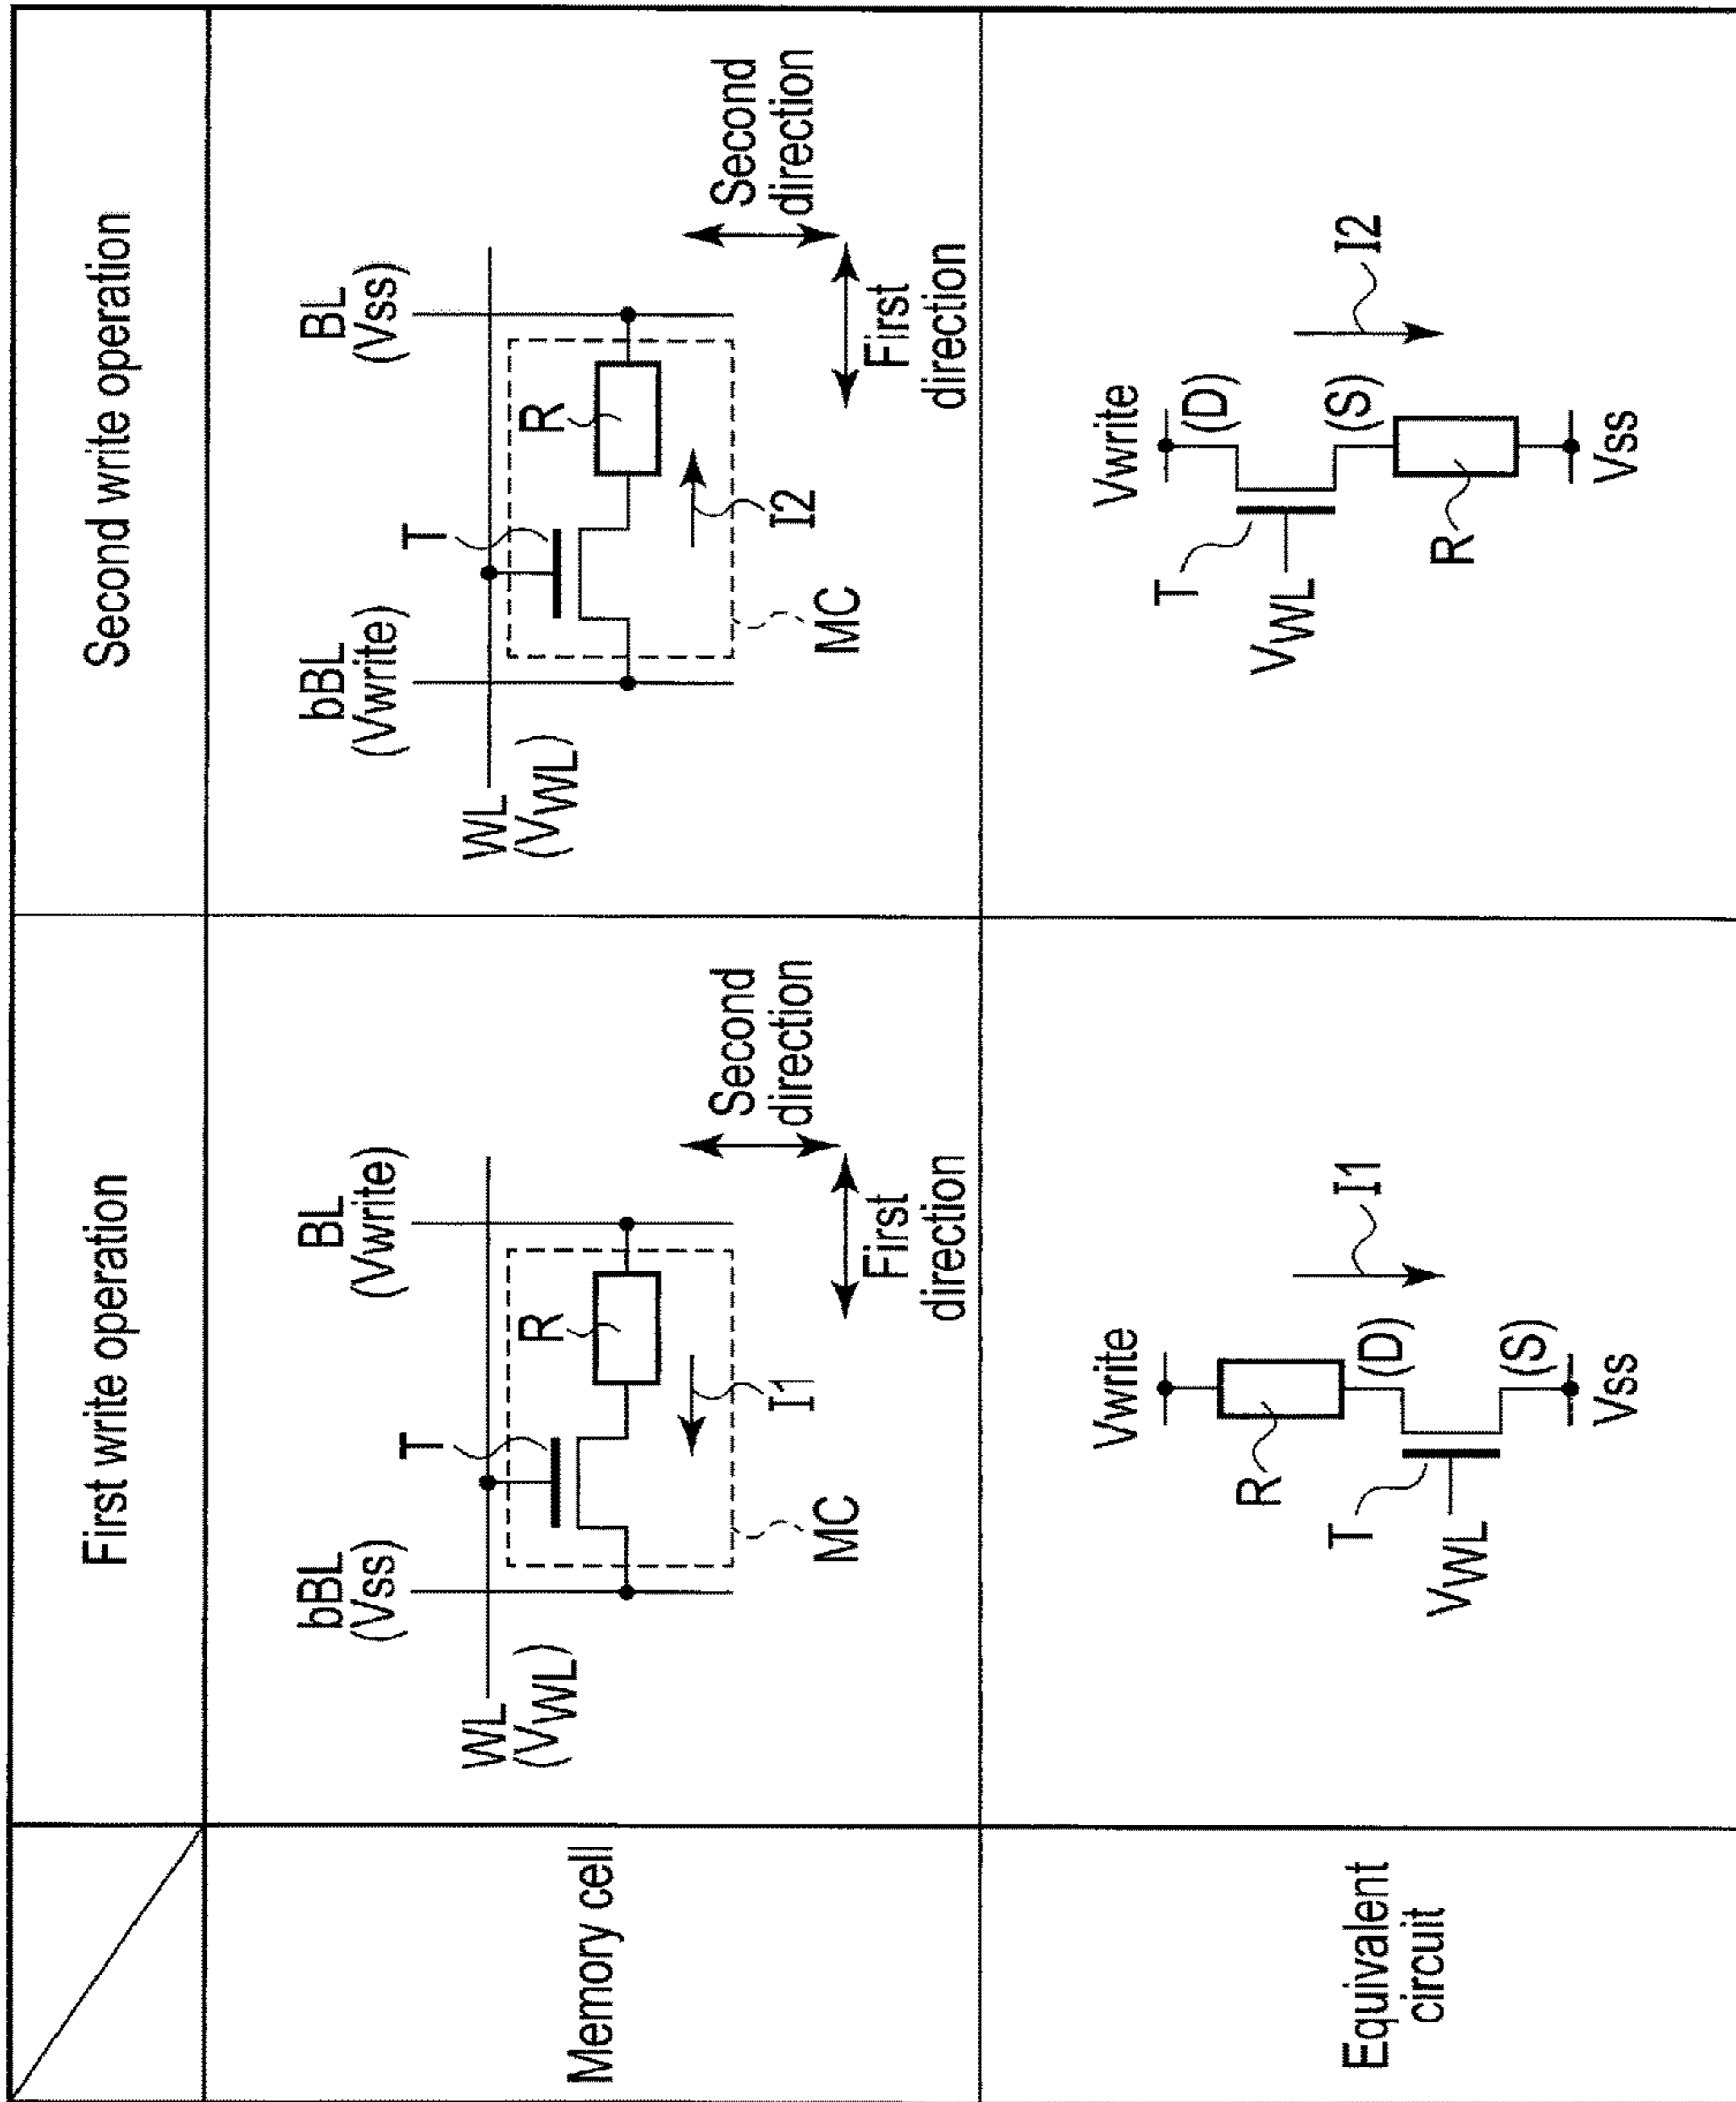 First write operation
Second write operation
Memory cell
bBL
(Vss)
BL
(Vwrite)
WL
(VWL)
T
R
I1
MC
Second
direction
First
direction
bBL
(Vwrite)
BL
(Vss)
WL
(VWL)
T
R
I2
MC
Second
direction
First
direction
Equivalent
circuit
Vwrite
R
(D)
T
VWL
(S)
Vss
I1
Vwrite
(D)
T
VWL
(S)
R
Vss
I2